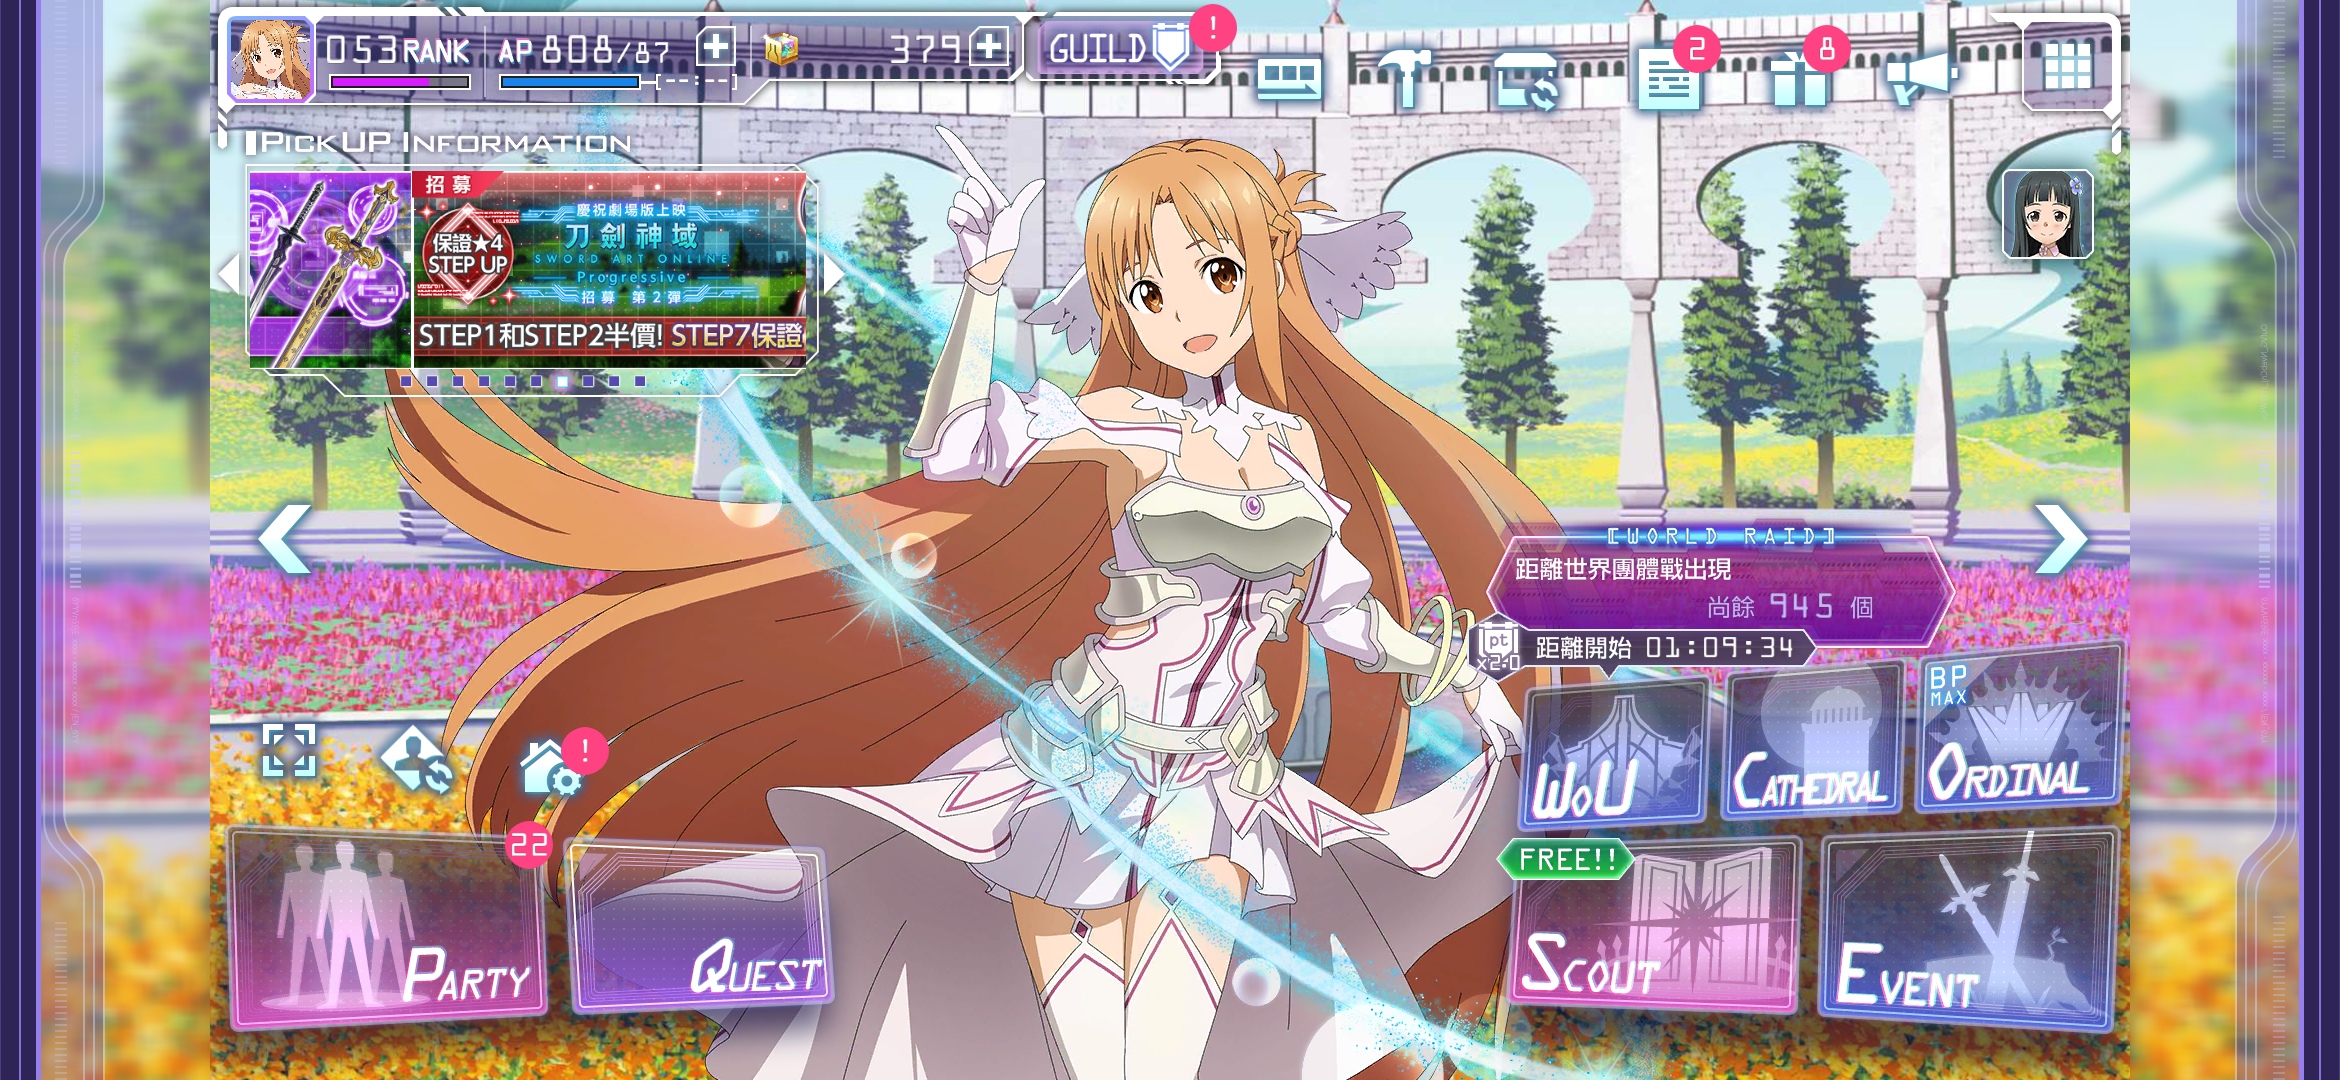 053 RANK
AP 808/87
379
GUILD
!
2
8
PICKUP INFORMATION
招募
保證★4
STEP UP
慶祝劇場版上映
刀劍神域
SWORD ART ONLINE
Progressive
招募 第2彈
STEP1和STEP2半價! STEP7保證
[WORLD RAID]
距離世界團體戰出現
尚餘 945 個
pt
x2.0
距離開始 01:09:34
WoU
CATHEDRAL
BP
MAX
ORDINAL
!
22
PARTY
QUEST
FREE!!
SCOUT
EVENT